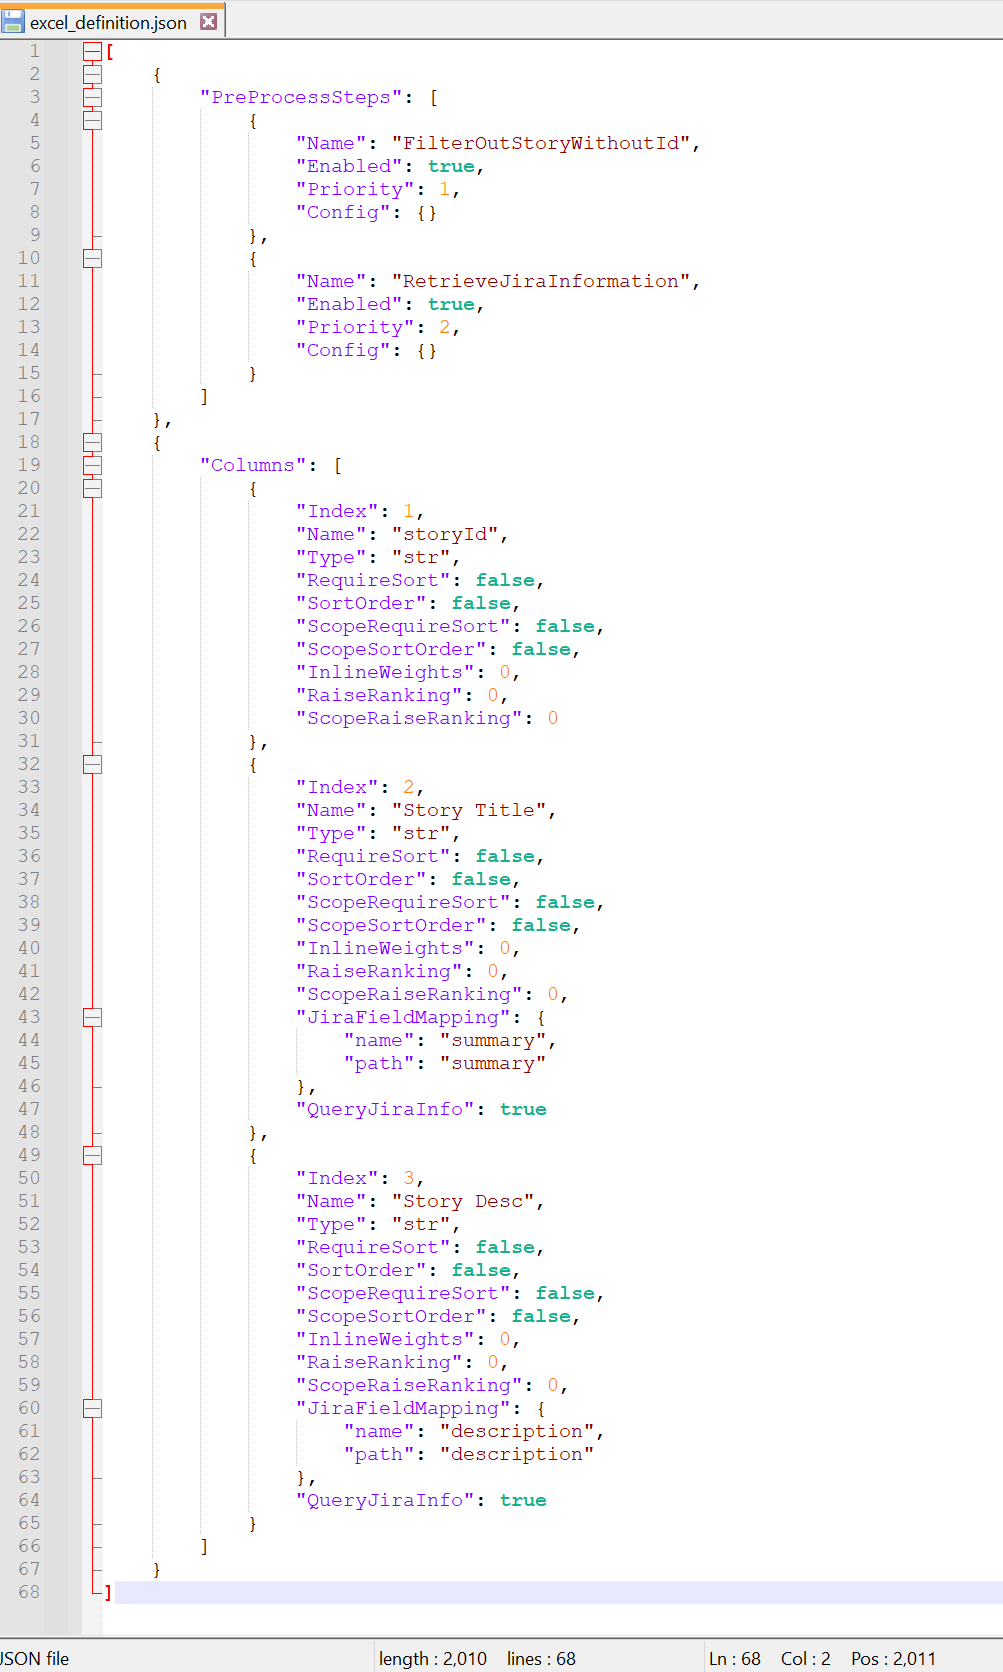 excel_definition.json
1 [
2     {
3         "PreProcessSteps": [
4             {
5                 "Name": "FilterOutStoryWithoutId",
6                 "Enabled": true,
7                 "Priority": 1,
8                 "Config": {}
9             },
10             {
11                 "Name": "RetrieveJiraInformation",
12                 "Enabled": true,
13                 "Priority": 2,
14                 "Config": {}
15             }
16         ]
17     },
18     {
19         "Columns": [
20             {
21                 "Index": 1,
22                 "Name": "storyId",
23                 "Type": "str",
24                 "RequireSort": false,
25                 "SortOrder": false,
26                 "ScopeRequireSort": false,
27                 "ScopeSortOrder": false,
28                 "InlineWeights": 0,
29                 "RaiseRanking": 0,
30                 "ScopeRaiseRanking": 0
31             },
32             {
33                 "Index": 2,
34                 "Name": "Story Title",
35                 "Type": "str",
36                 "RequireSort": false,
37                 "SortOrder": false,
38                 "ScopeRequireSort": false,
39                 "ScopeSortOrder": false,
40                 "InlineWeights": 0,
41                 "RaiseRanking": 0,
42                 "ScopeRaiseRanking": 0,
43                 "JiraFieldMapping": {
44                     "name": "summary",
45                     "path": "summary"
46                 },
47                 "QueryJiraInfo": true
48             },
49             {
50                 "Index": 3,
51                 "Name": "Story Desc",
52                 "Type": "str",
53                 "RequireSort": false,
54                 "SortOrder": false,
55                 "ScopeRequireSort": false,
56                 "ScopeSortOrder": false,
57                 "InlineWeights": 0,
58                 "RaiseRanking": 0,
59                 "ScopeRaiseRanking": 0,
60                 "JiraFieldMapping": {
61                     "name": "description",
62                     "path": "description"
63                 },
64                 "QueryJiraInfo": true
65             }
66         ]
67     }
68 ]
JSON file length : 2,010 lines : 68 Ln : 68 Col : 2 Pos : 2,011